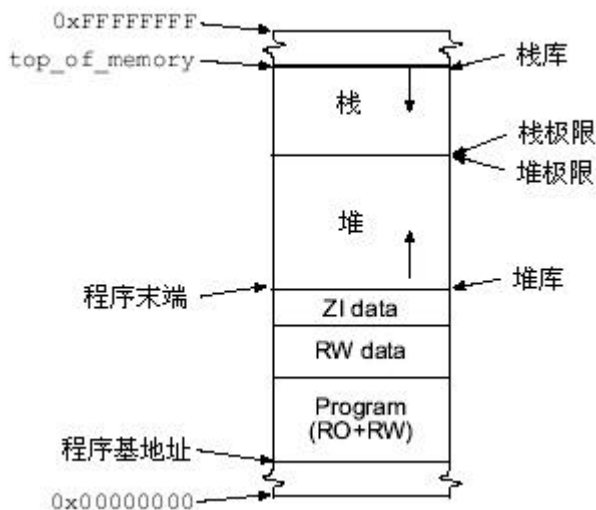 0xFFFFFFFF
top_of_memory
栈库
栈
栈极限
堆极限
堆
程序末端
堆库
ZI data
RW data
Program
(RO+RW)
程序基地址
0x00000000